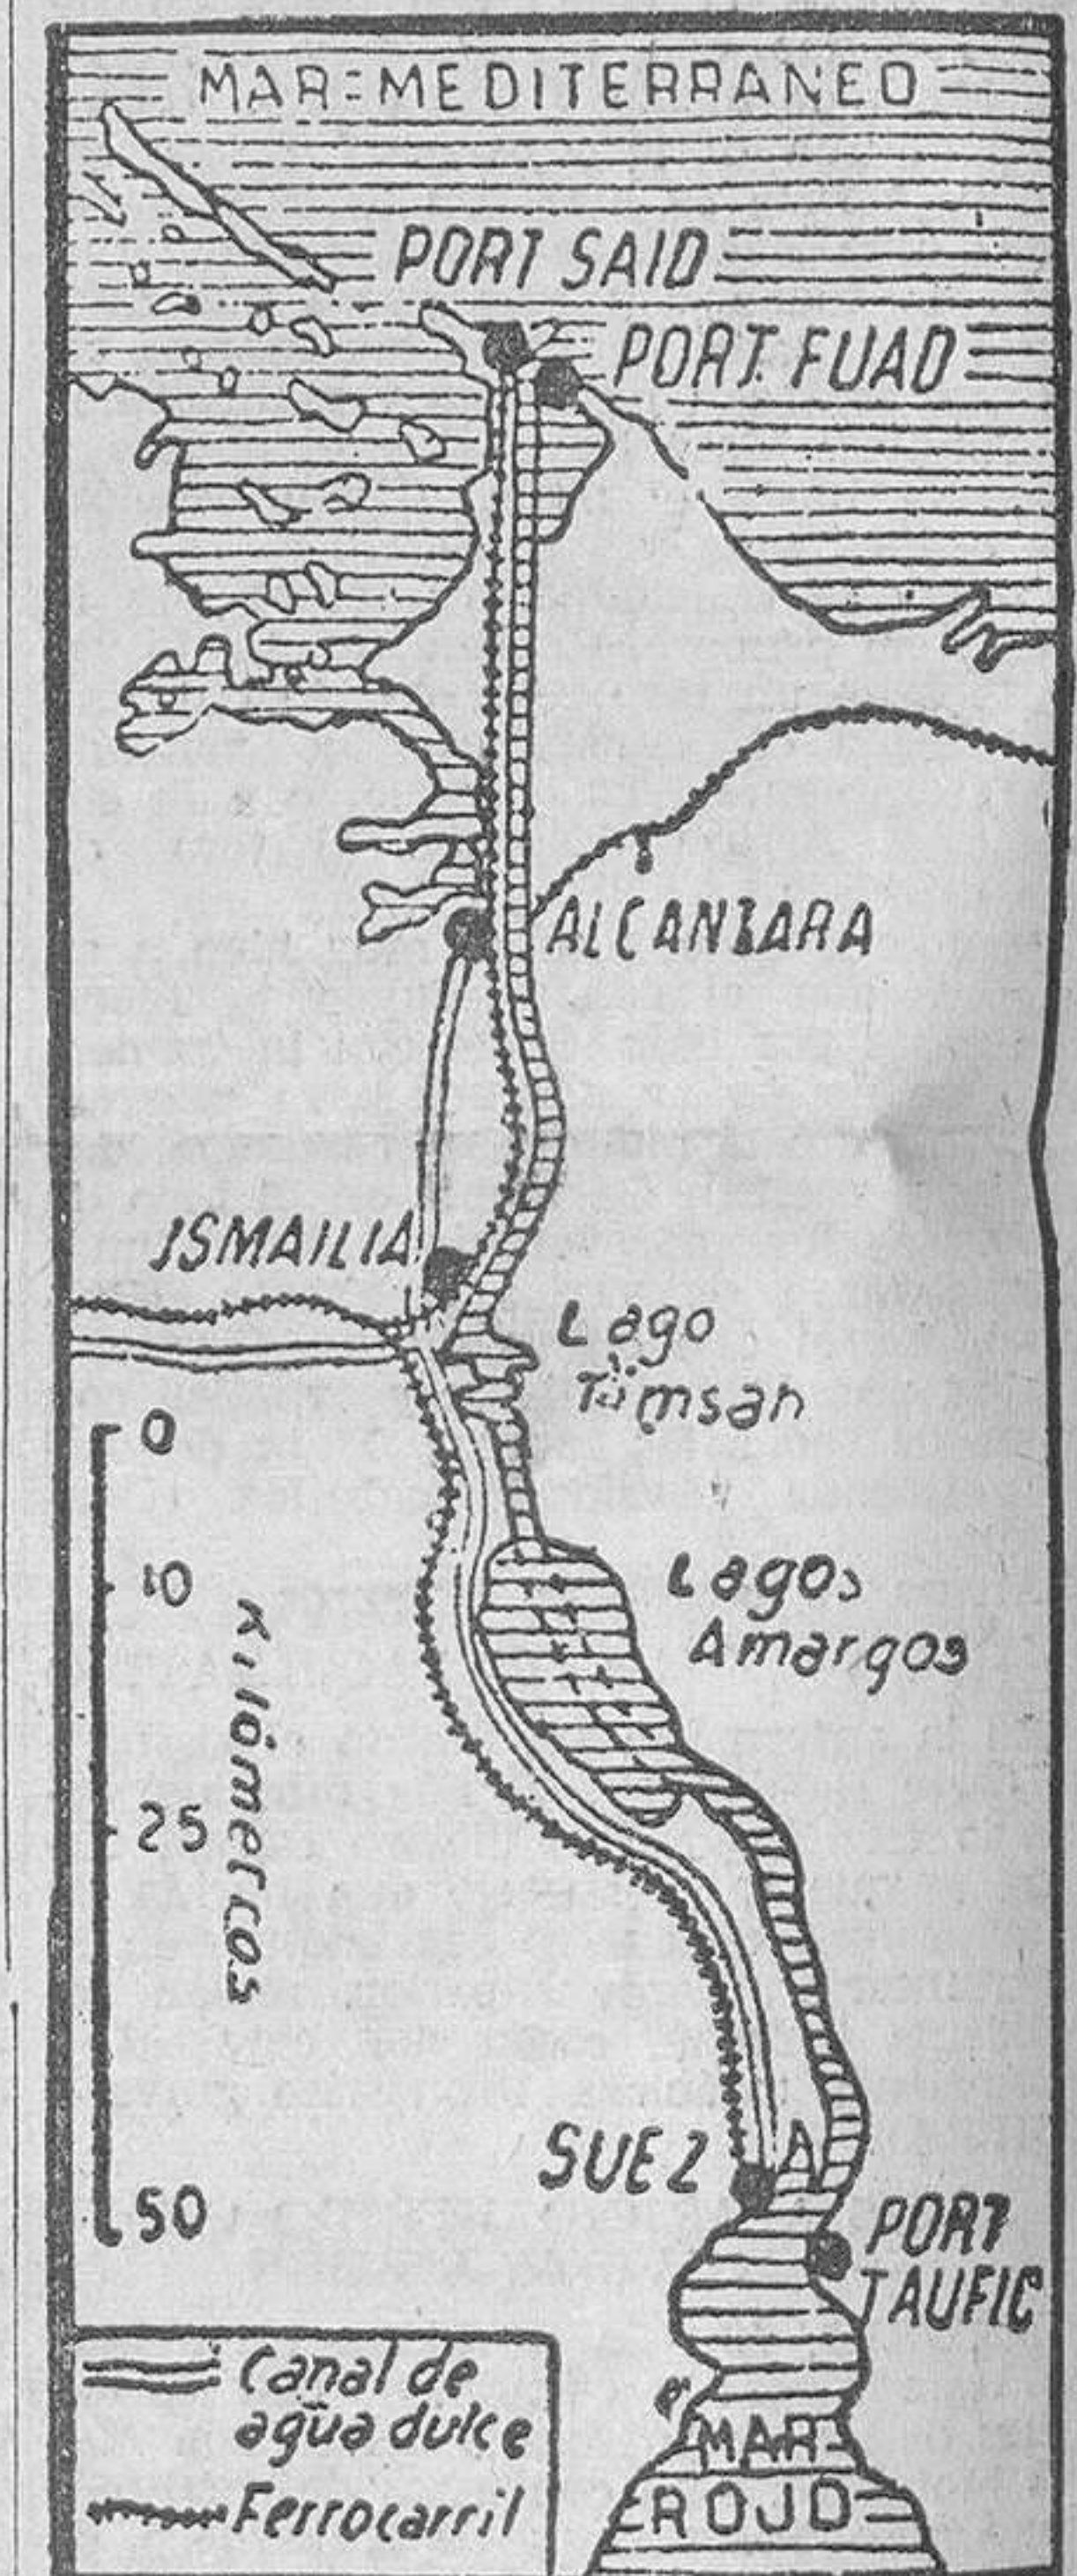 MAR=MEDITERRANEO
PORT SAID
PORT. FUAD
ALCANTARA
ISMAILIA
Lago
Timsah
0
10
25
50
Kilómetros
Lagos
Amargos
SUEZ
PORT
TAUFIC
Canal de
agua dulce
Ferrocarril
MAR
ROJO